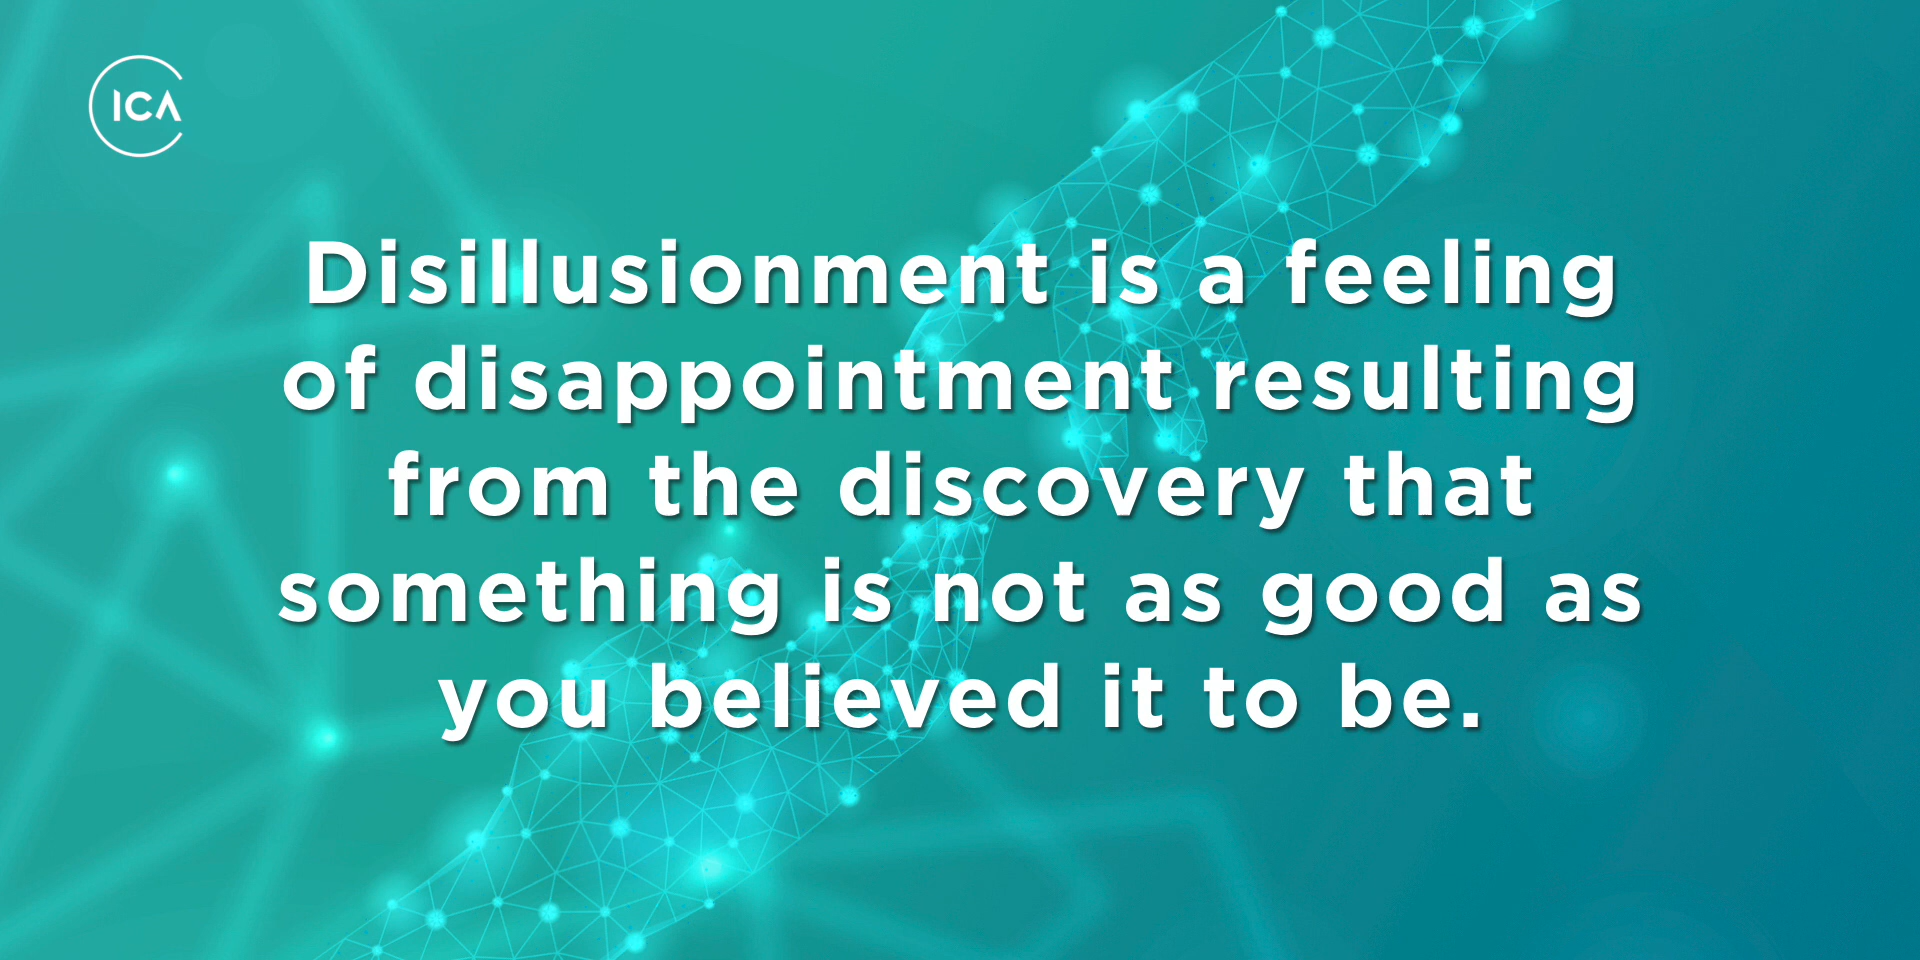 ICA
Disillusionment is a feeling
of disappointment resulting
from the discovery that
something is not as good as
you believed it to be.